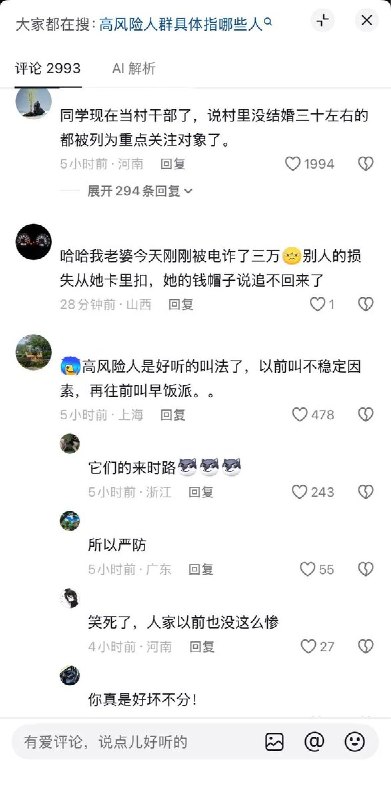 大家都在搜：高风险人群具体指哪些人
评论 2993 AI 解析
同学现在当村干部了，说村里没结婚三十左右的
都被列为重点关注对象了。
5小时前·河南 回复 1994
展开294条回复
哈哈我老婆今天刚刚被电诈了三万别人的损
失从她卡里扣，她的钱帽子说追不回来了
28分钟前·山西 回复 1
高风险人是好听的叫法了，以前叫不稳定因
素，再往前叫早饭派。。
5小时前·上海 回复 478
它们的来时路
5小时前·浙江 回复 243
所以严防
5小时前·广东 回复 55
笑死了，人家以前也没这么惨
4小时前·河南 回复 27
你真是好坏不分！
有爱评论，说点儿好听的